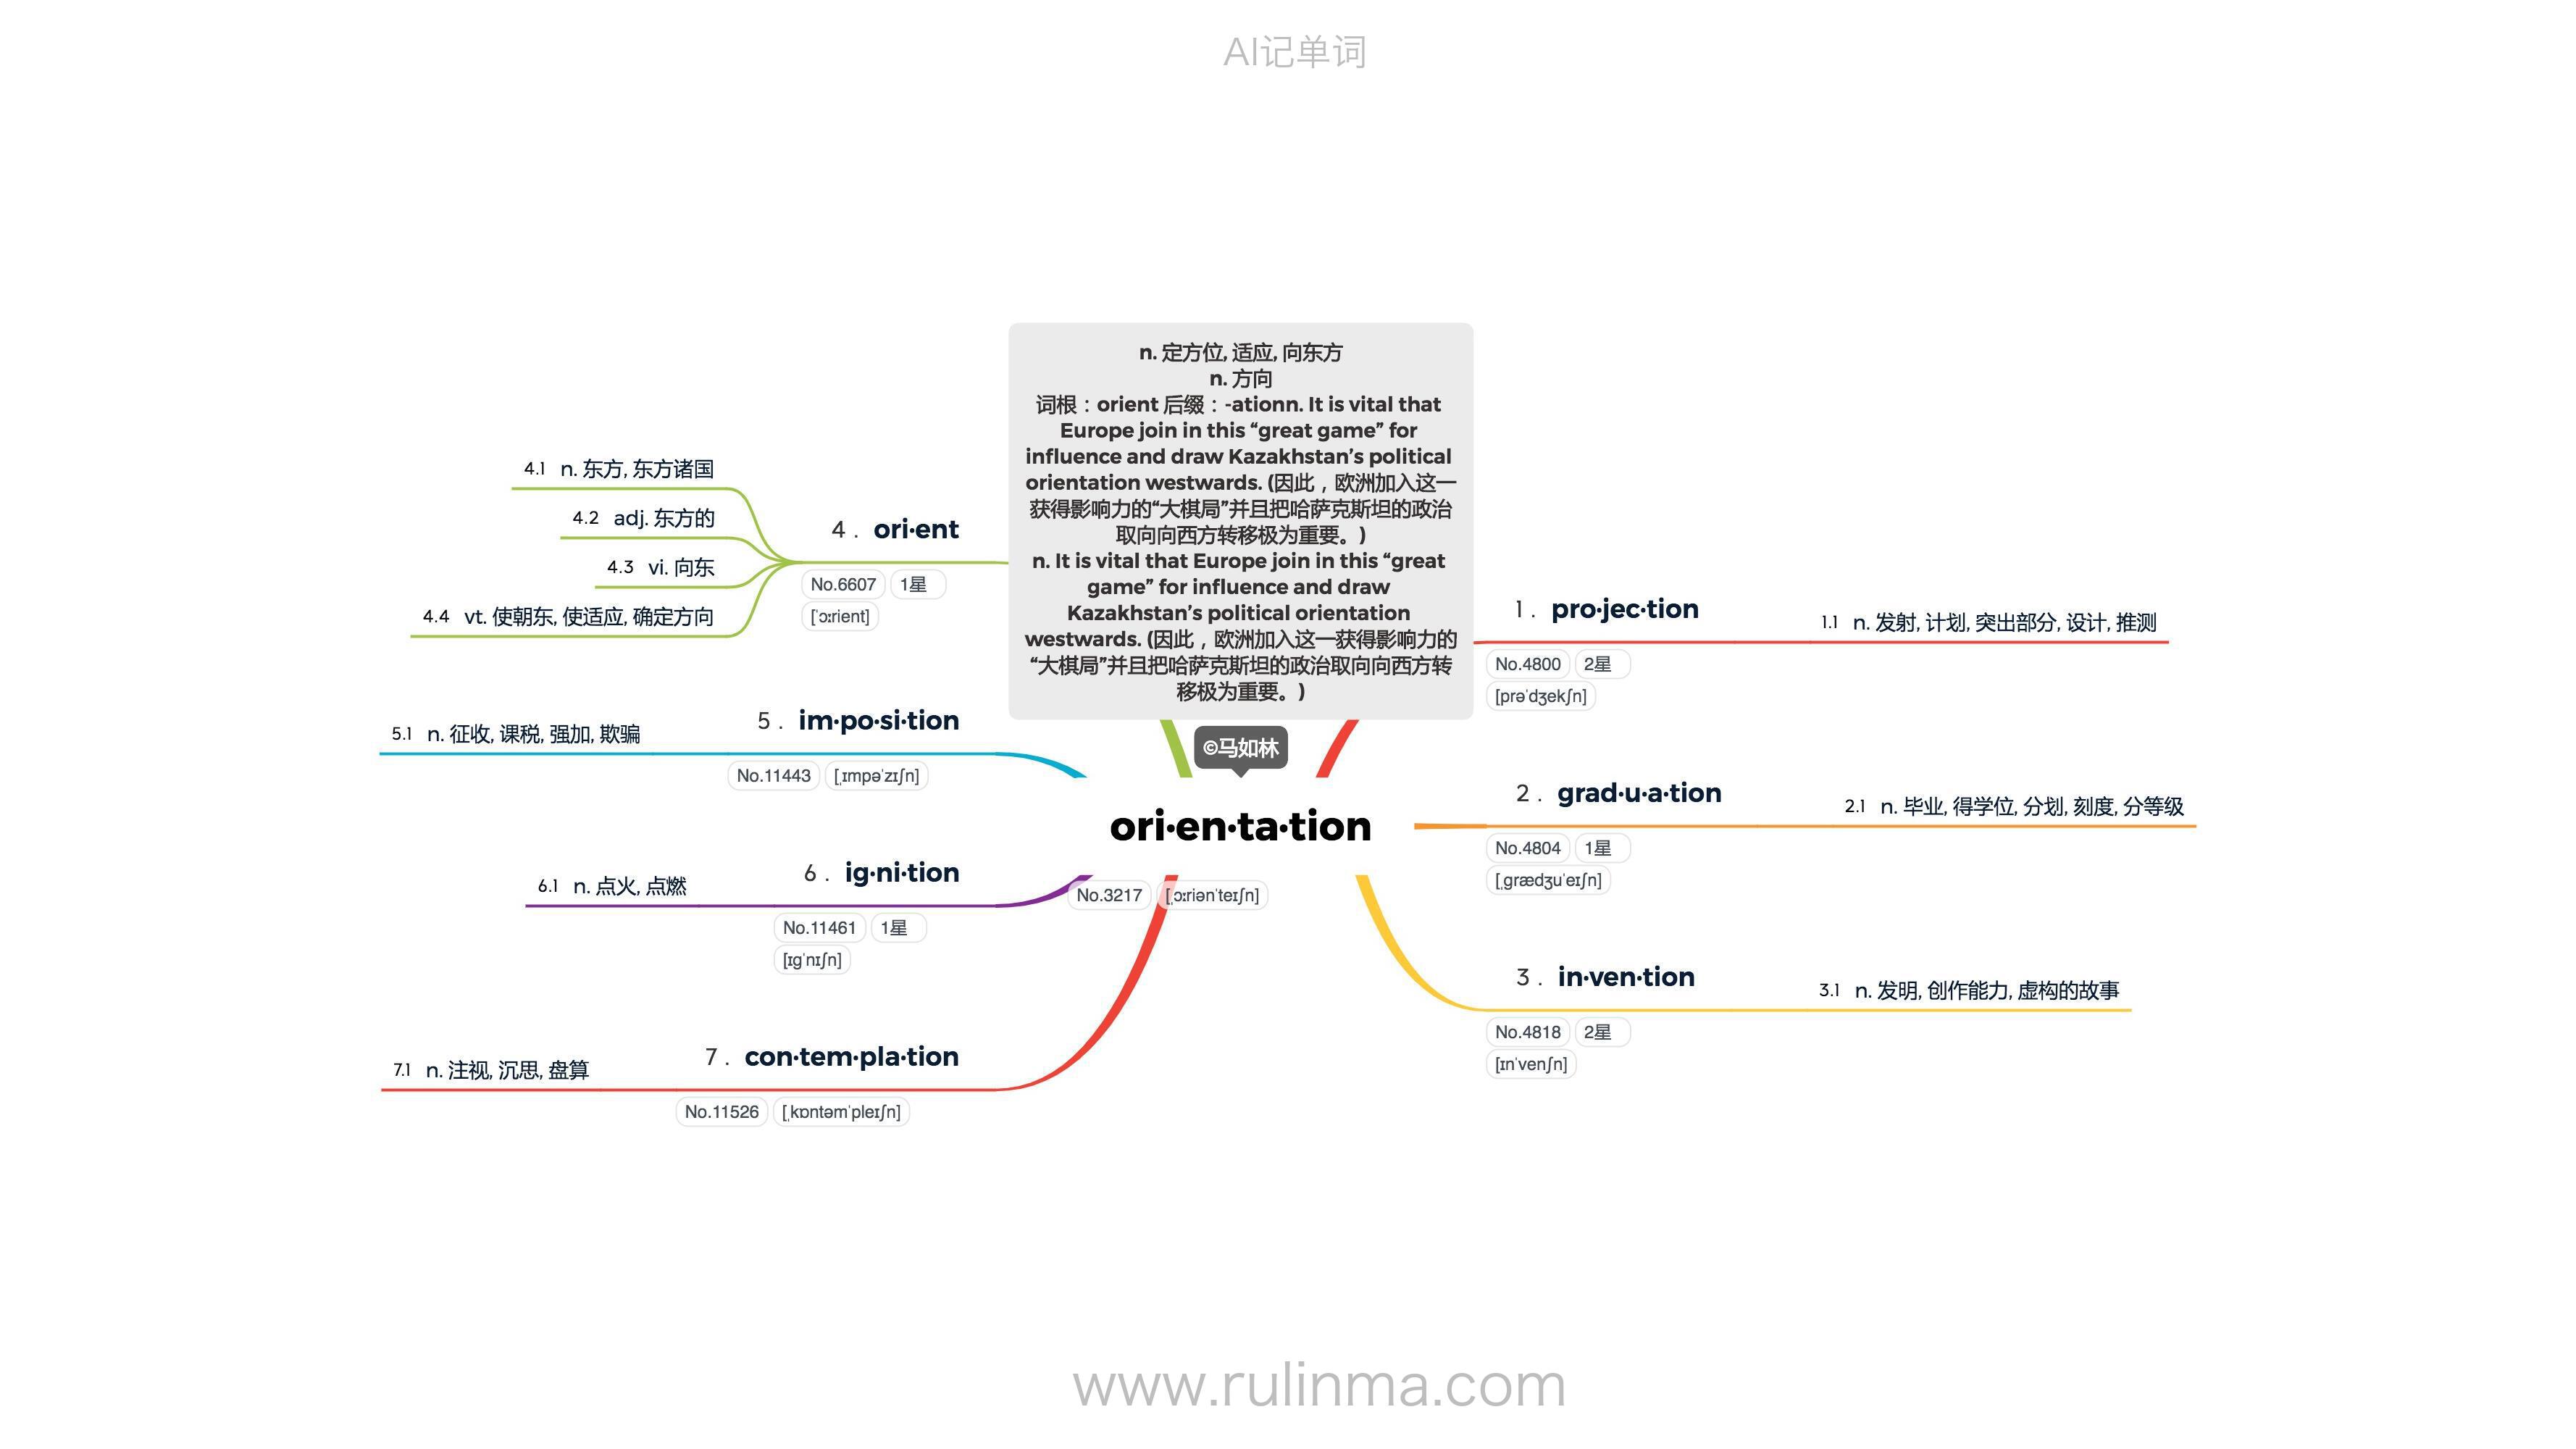 AI记单词
n. 定方位, 适应, 向东方
n. 方向
词根：orient 后缀：-ationn. It is vital that
Europe join in this “great game” for
influence and draw Kazakhstan’s political
orientation westwards. (因此，欧洲加入这一
获得影响力的“大棋局”并且把哈萨克斯坦的政治
取向向西方转移极为重要。)
n. It is vital that Europe join in this “great
game” for influence and draw
Kazakhstan’s political orientation
westwards. (因此，欧洲加入这一获得影响力的
“大棋局”并且把哈萨克斯坦的政治取向向西方转
移极为重要。)
©马如林
ori·en·ta·tion
No.3217 [ˌɔːriənˈteɪʃn]
1. pro·jec·tion
No.4800 2星
[prəˈdʒekʃn]
1.1 n. 发射, 计划, 突出部分, 设计, 推测
2. grad·u·a·tion
No.4804 1星
[ˌɡrædʒuˈeɪʃn]
2.1 n. 毕业, 得学位, 分划, 刻度, 分等级
3. in·ven·tion
No.4818 2星
[ɪnˈvenʃn]
3.1 n. 发明, 创作能力, 虚构的故事
4. ori·ent
No.6607 1星
[ˈɔːrient]
4.1 n. 东方, 东方诸国
4.2 adj. 东方的
4.3 vi. 向东
4.4 vt. 使朝东, 使适应, 确定方向
5. im·po·si·tion
No.11443 [ˌɪmpəˈzɪʃn]
5.1 n. 征收, 课税, 强加, 欺骗
6. ig·ni·tion
No.11461 1星
[ɪɡˈnɪʃn]
6.1 n. 点火, 点燃
7. con·tem·pla·tion
No.11526 [ˌkɒntəmˈpleɪʃn]
7.1 n. 注视, 沉思, 盘算
www.rulinma.com